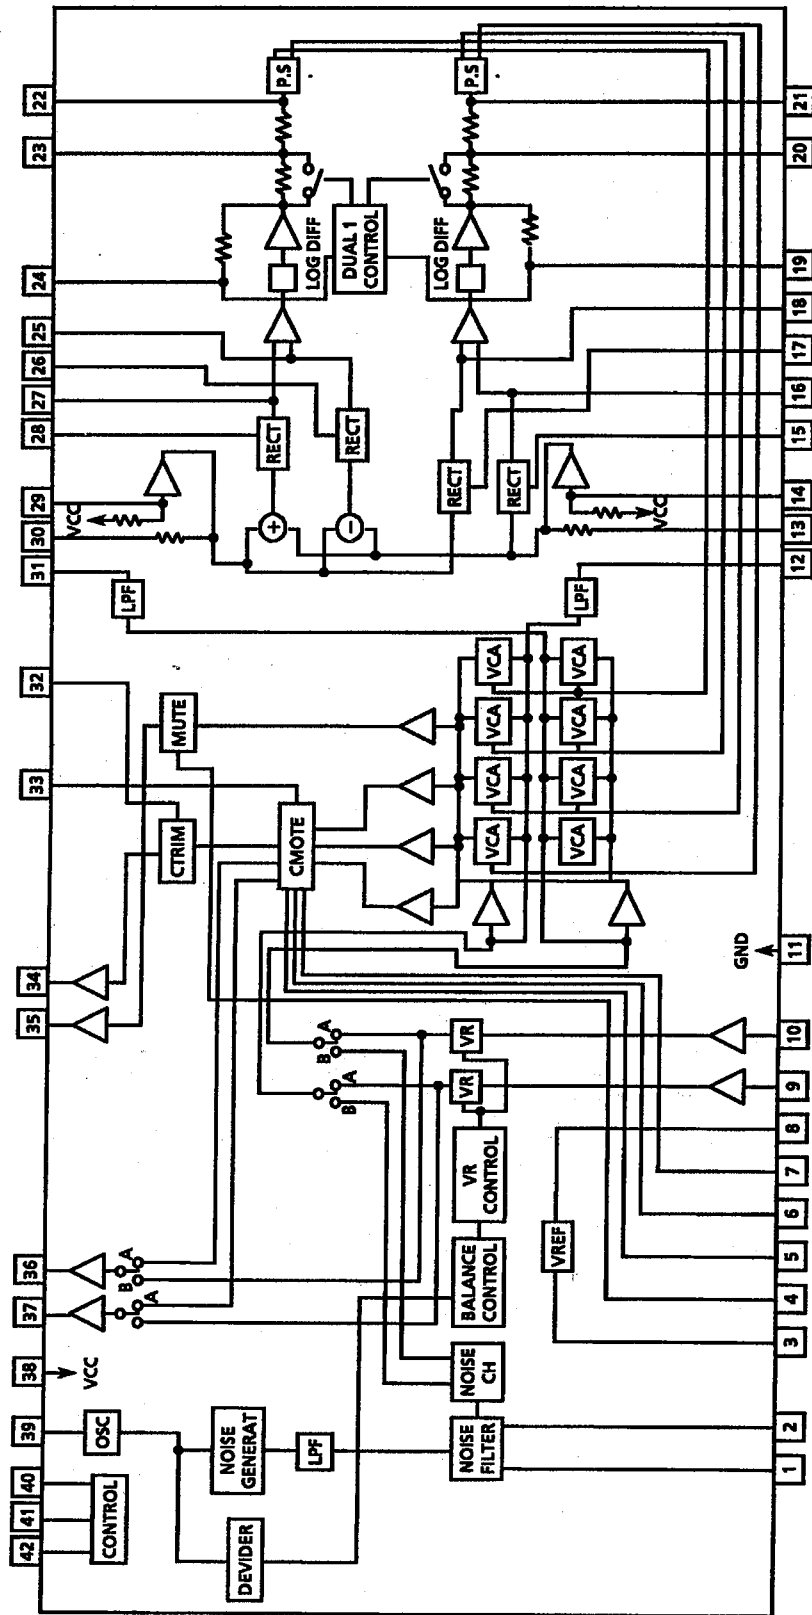 42
41
40
39
38
37
36
35
34
33
32
31
30
29
28
27
26
25
24
23
22
CONTROL
OSC
VCC
DEVIDER
NOISE
GENERAT
LPF
NOISE
FILTER
NOISE
CH
BALANCE
CONTROL
VR
CONTROL
VREF
A
B
A
B
A
B
A
VR
VR
GND
CTRIM
MUTE
CMOTE
VCA
VCA
VCA
VCA
VCA
VCA
VCA
VCA
LPF
LPF
VCC
VCC
+
−
RECT
RECT
RECT
RECT
LOG DIFF
DUAL 1
CONTROL
LOG DIFF
P.S
P.S
1
2
3
4
5
6
7
8
9
10
11
12
13
14
15
16
17
18
19
20
21